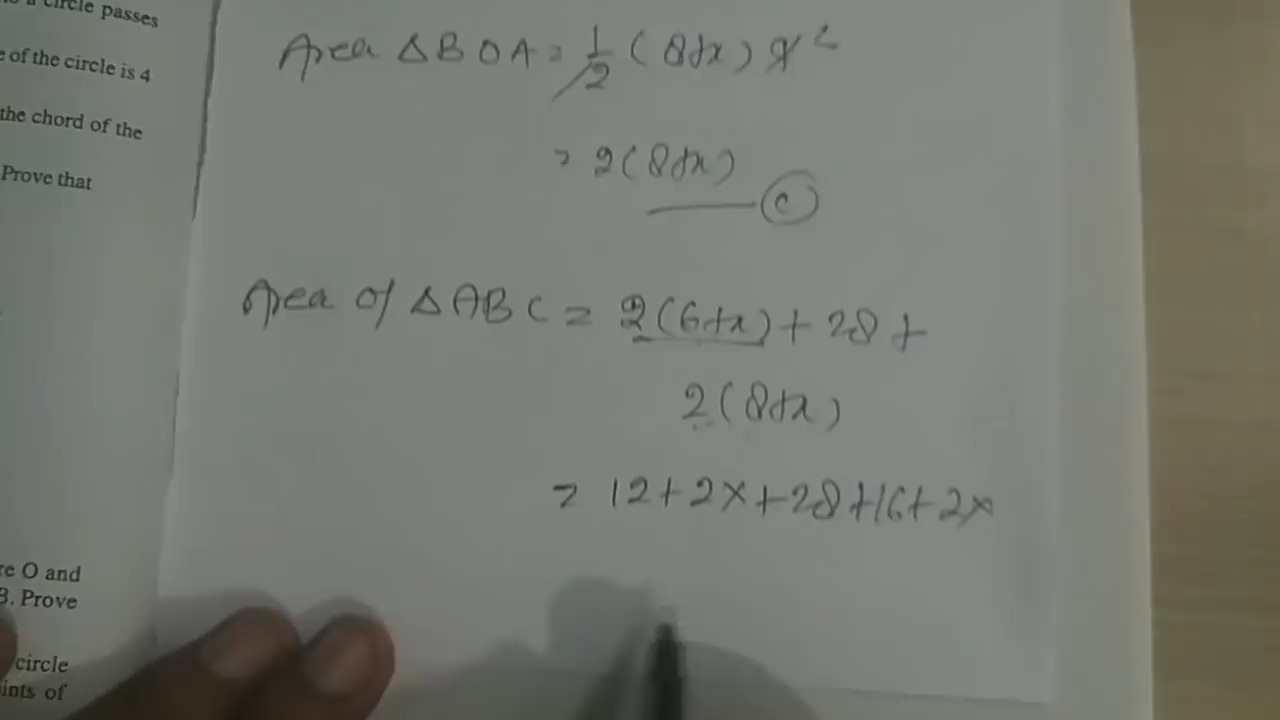 circle passes
of the circle is 4
the chord of the
Prove that
Area ΔBOA = 1/2 (8+x) 4 2
= 2(8+x)
c
Area of ΔABC = 2(6+x) + 28 +
2(8+x)
= 12+2x+28+16+2x
re O and
B. Prove
circle
ints of